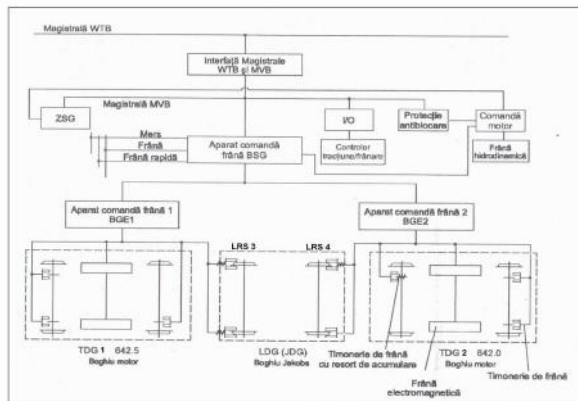 Magistrală WTB
Interfață Magistrale
WTB și MVB
Magistrală MVB
ZSG
I/O
Protecție
antiblocare
Comandă
motor
Mers
Frână
Frână rapidă
Aparat comandă
frână BSG
Controlor
tracțiune/frânare
Frână
hidrodinamică
Aparat comandă frână 1
BGE1
Aparat comandă frână 2
BGE2
LRS 3
LRS 4
TDG 1 642.5
Boghiu motor
LDG (JDG)
Boghiu Jakobs
Timonerie de frână
cu resort de acumulare
TDG 2 642.0
Boghiu motor
Timonerie de frână
Frână
electromagnetică